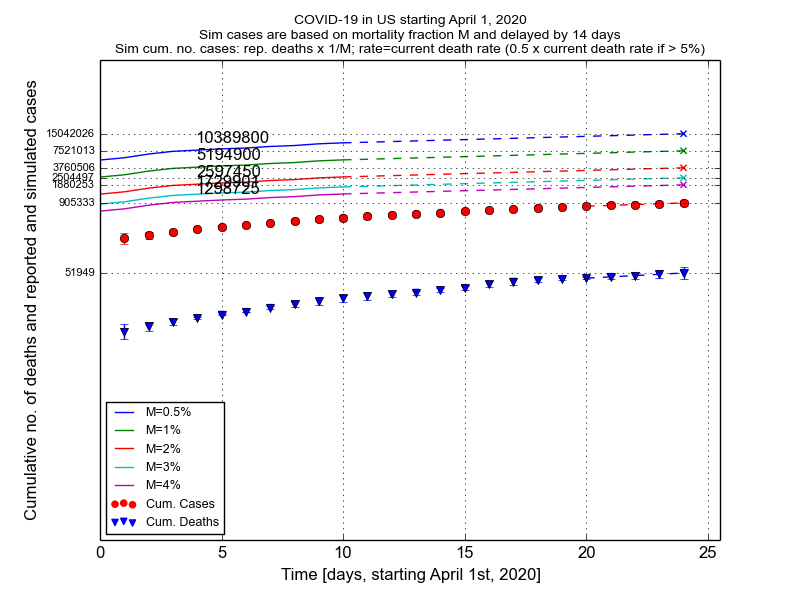 COVID-19 in US starting April 1, 2020
Sim cases are based on mortality fraction M and delayed by 14 days
Sim cum. no. cases: rep. deaths x 1/M; rate=current death rate (0.5 x current death rate if > 5%)
Cumulative no. of deaths and reported and simulated cases
15042026
7521013
3760506
2504497
1880253
905333
51949
10389800
5194900
2597450
1298725
M=0.5%
M=1%
M=2%
M=3%
M=4%
Cum. Cases
Cum. Deaths
0 5 10 15 20 25
Time [days, starting April 1st, 2020]